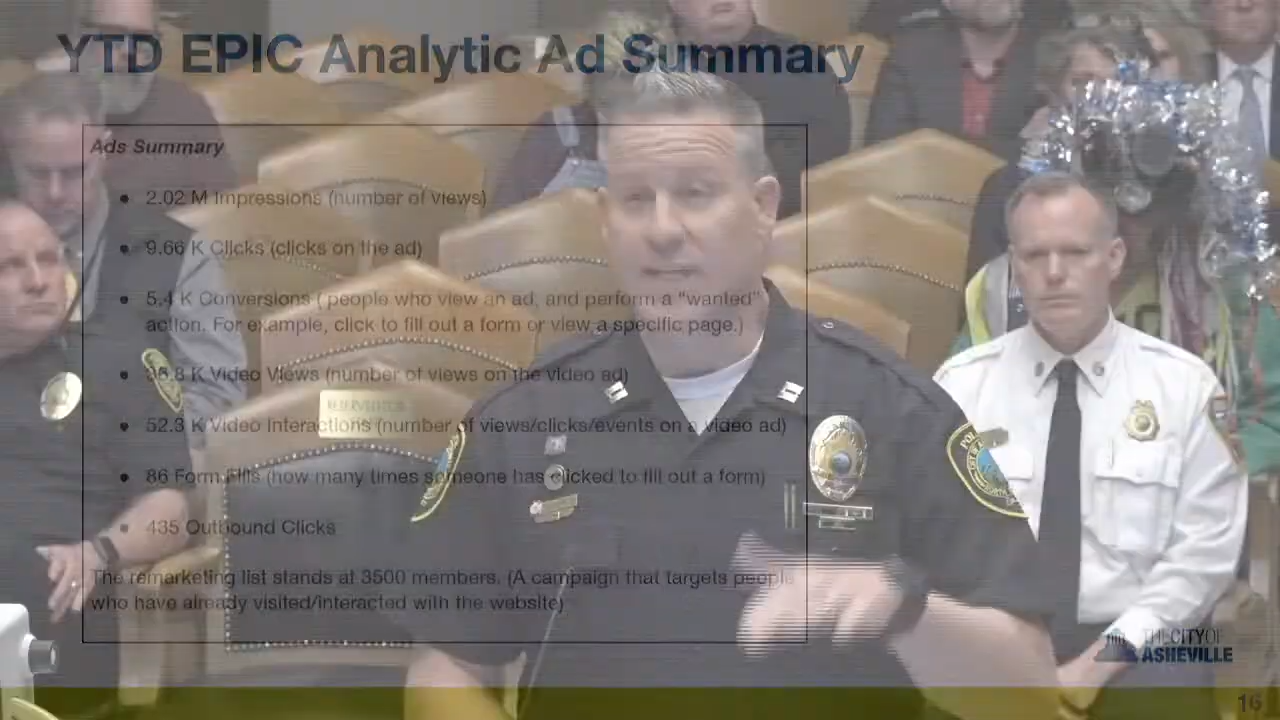 YTD EPIC Analytic Ad Summary
Ads Summary
• 2.02 M Impressions (number of views)
• 9.66 K Clicks (clicks on the ad)
• 5.4 K Conversions ( people who view an ad, and perform a "wanted"
action. For example, click to fill out a form or view a specific page.)
K Video Views (number of views on the video ad)
• 52.3 K Video Interactions (number of views/clicks/events on a video ad)
• 86 Form Fills (how many times someone has clicked to fill out a form)
• 435 Outbound Clicks
The remarketing list stands at 3500 members. (A campaign that targets people
who have already visited/interacted with the website)
THE CITY OF
ASHEVILLE
16